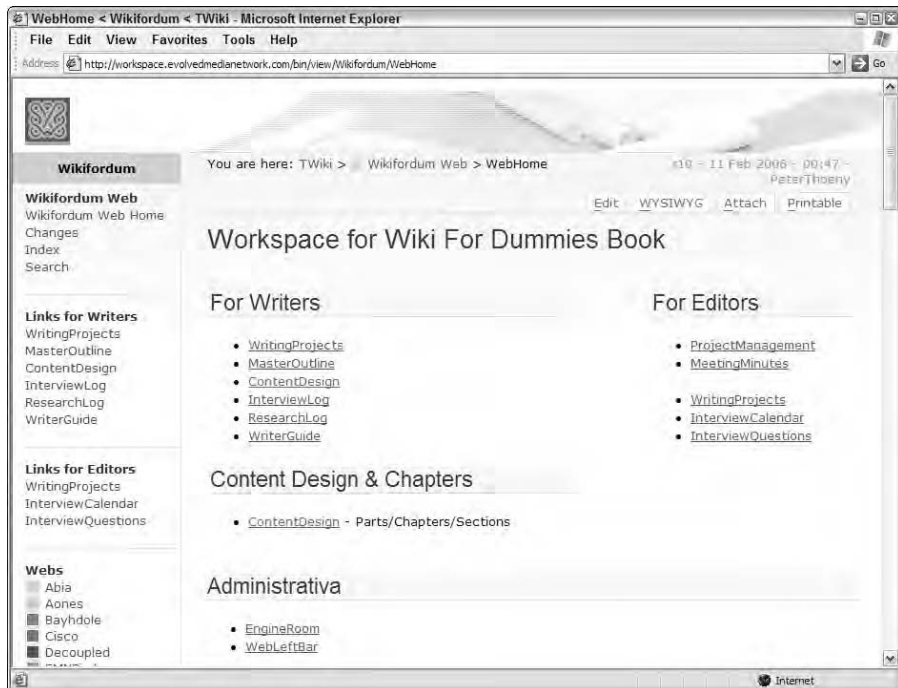 WebHome < Wikifordum < TWiki - Microsoft Internet Explorer
File Edit View Favorites Tools Help
Address http://workspace.evolvedmedianetwork.com/bin/view/Wikifordum/WebHome Go
Wikifordum
You are here: TWiki > Wikifordum Web > WebHome
r10 - 11 Feb 2006 - 00:47 -
PeterThoeny
Edit WYSIWYG Attach Printable
Wikifordum Web
Wikifordum Web Home
Changes
Index
Search
Links for Writers
WritingProjects
MasterOutline
ContentDesign
InterviewLog
ResearchLog
WriterGuide
Links for Editors
WritingProjects
InterviewCalendar
InterviewQuestions
Webs
Abia
Aones
Bayhdole
Cisco
Decoupled
Workspace for Wiki For Dummies Book
For Writers
WritingProjects
MasterOutline
ContentDesign
InterviewLog
ResearchLog
WriterGuide
For Editors
ProjectManagement
MeetingMinutes
WritingProjects
InterviewCalendar
InterviewQuestions
Content Design & Chapters
ContentDesign - Parts/Chapters/Sections
Administrativa
EngineRoom
WebLeftBar
Internet